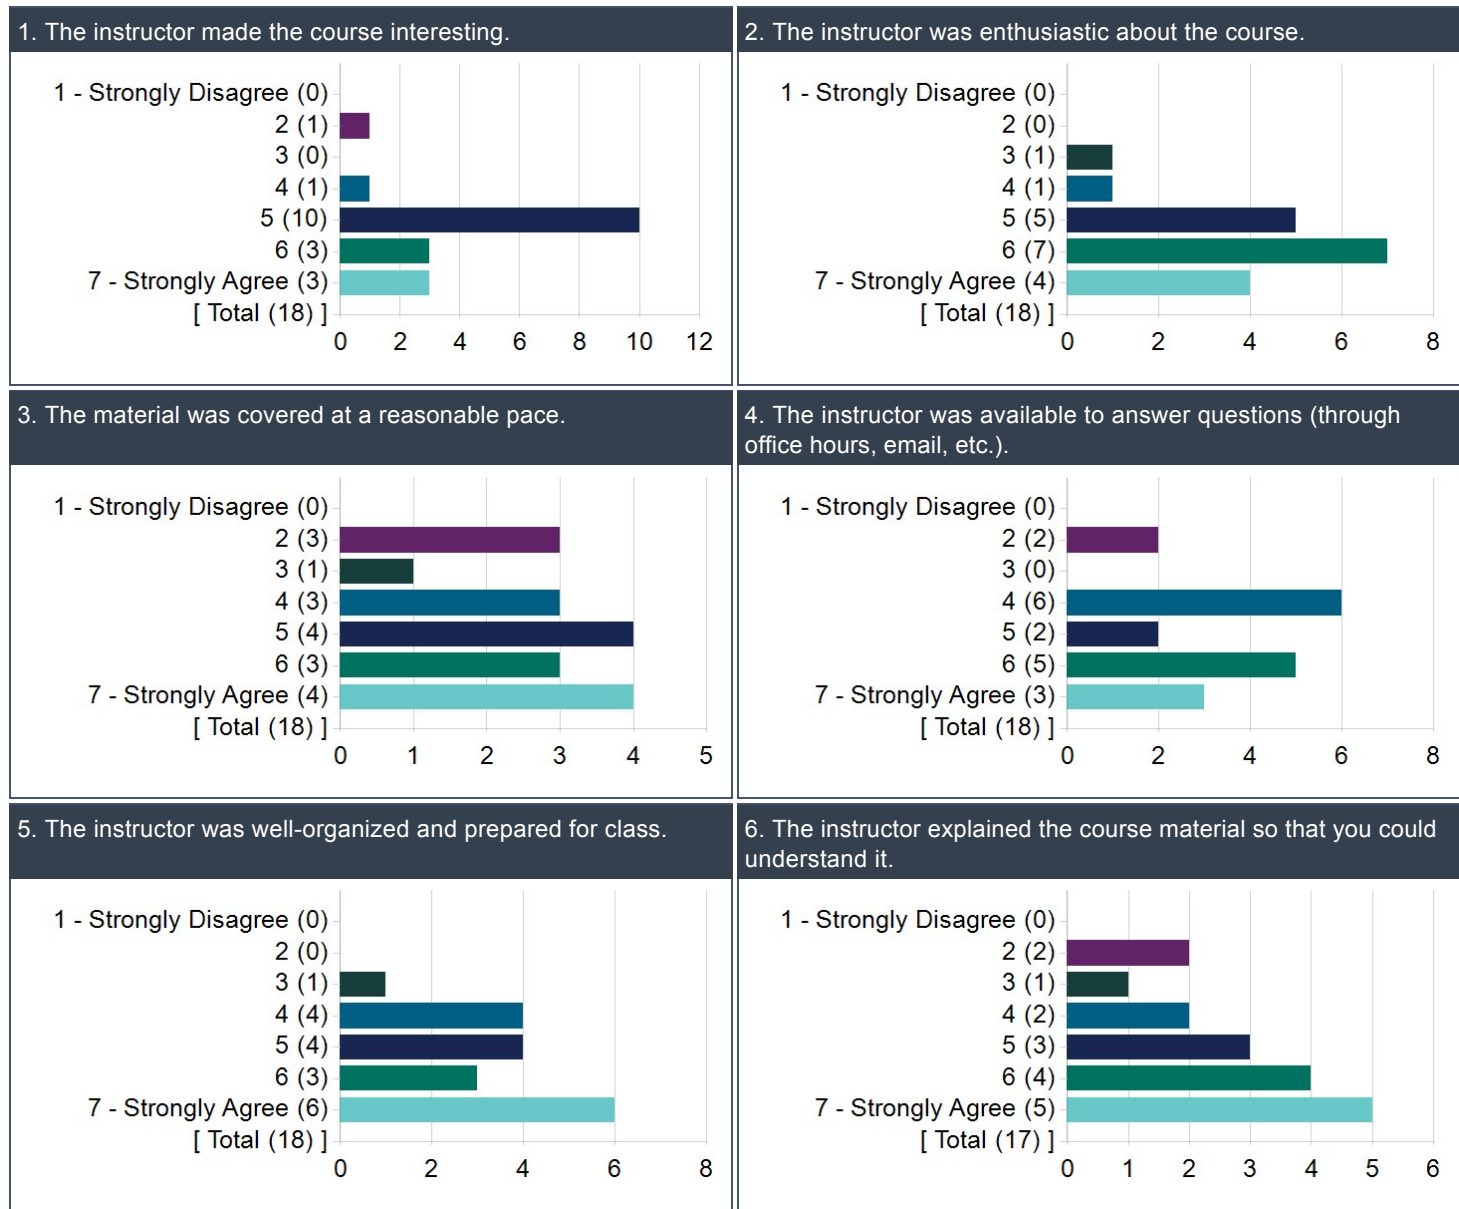 1. The instructor made the course interesting.
1 - Strongly Disagree (0)
2 (1)
3 (0)
4 (1)
5 (10)
6 (3)
7 - Strongly Agree (3)
[ Total (18) ]
0 2 4 6 8 10 12
2. The instructor was enthusiastic about the course.
1 - Strongly Disagree (0)
2 (0)
3 (1)
4 (1)
5 (5)
6 (7)
7 - Strongly Agree (4)
[ Total (18) ]
0 2 4 6 8
3. The material was covered at a reasonable pace.
1 - Strongly Disagree (0)
2 (3)
3 (1)
4 (3)
5 (4)
6 (3)
7 - Strongly Agree (4)
[ Total (18) ]
0 1 2 3 4 5
4. The instructor was available to answer questions (through
office hours, email, etc.).
1 - Strongly Disagree (0)
2 (2)
3 (0)
4 (6)
5 (2)
6 (5)
7 - Strongly Agree (3)
[ Total (18) ]
0 2 4 6 8
5. The instructor was well-organized and prepared for class.
1 - Strongly Disagree (0)
2 (0)
3 (1)
4 (4)
5 (4)
6 (3)
7 - Strongly Agree (6)
[ Total (18) ]
0 2 4 6 8
6. The instructor explained the course material so that you could
understand it.
1 - Strongly Disagree (0)
2 (2)
3 (1)
4 (2)
5 (3)
6 (4)
7 - Strongly Agree (5)
[ Total (17) ]
0 1 2 3 4 5 6